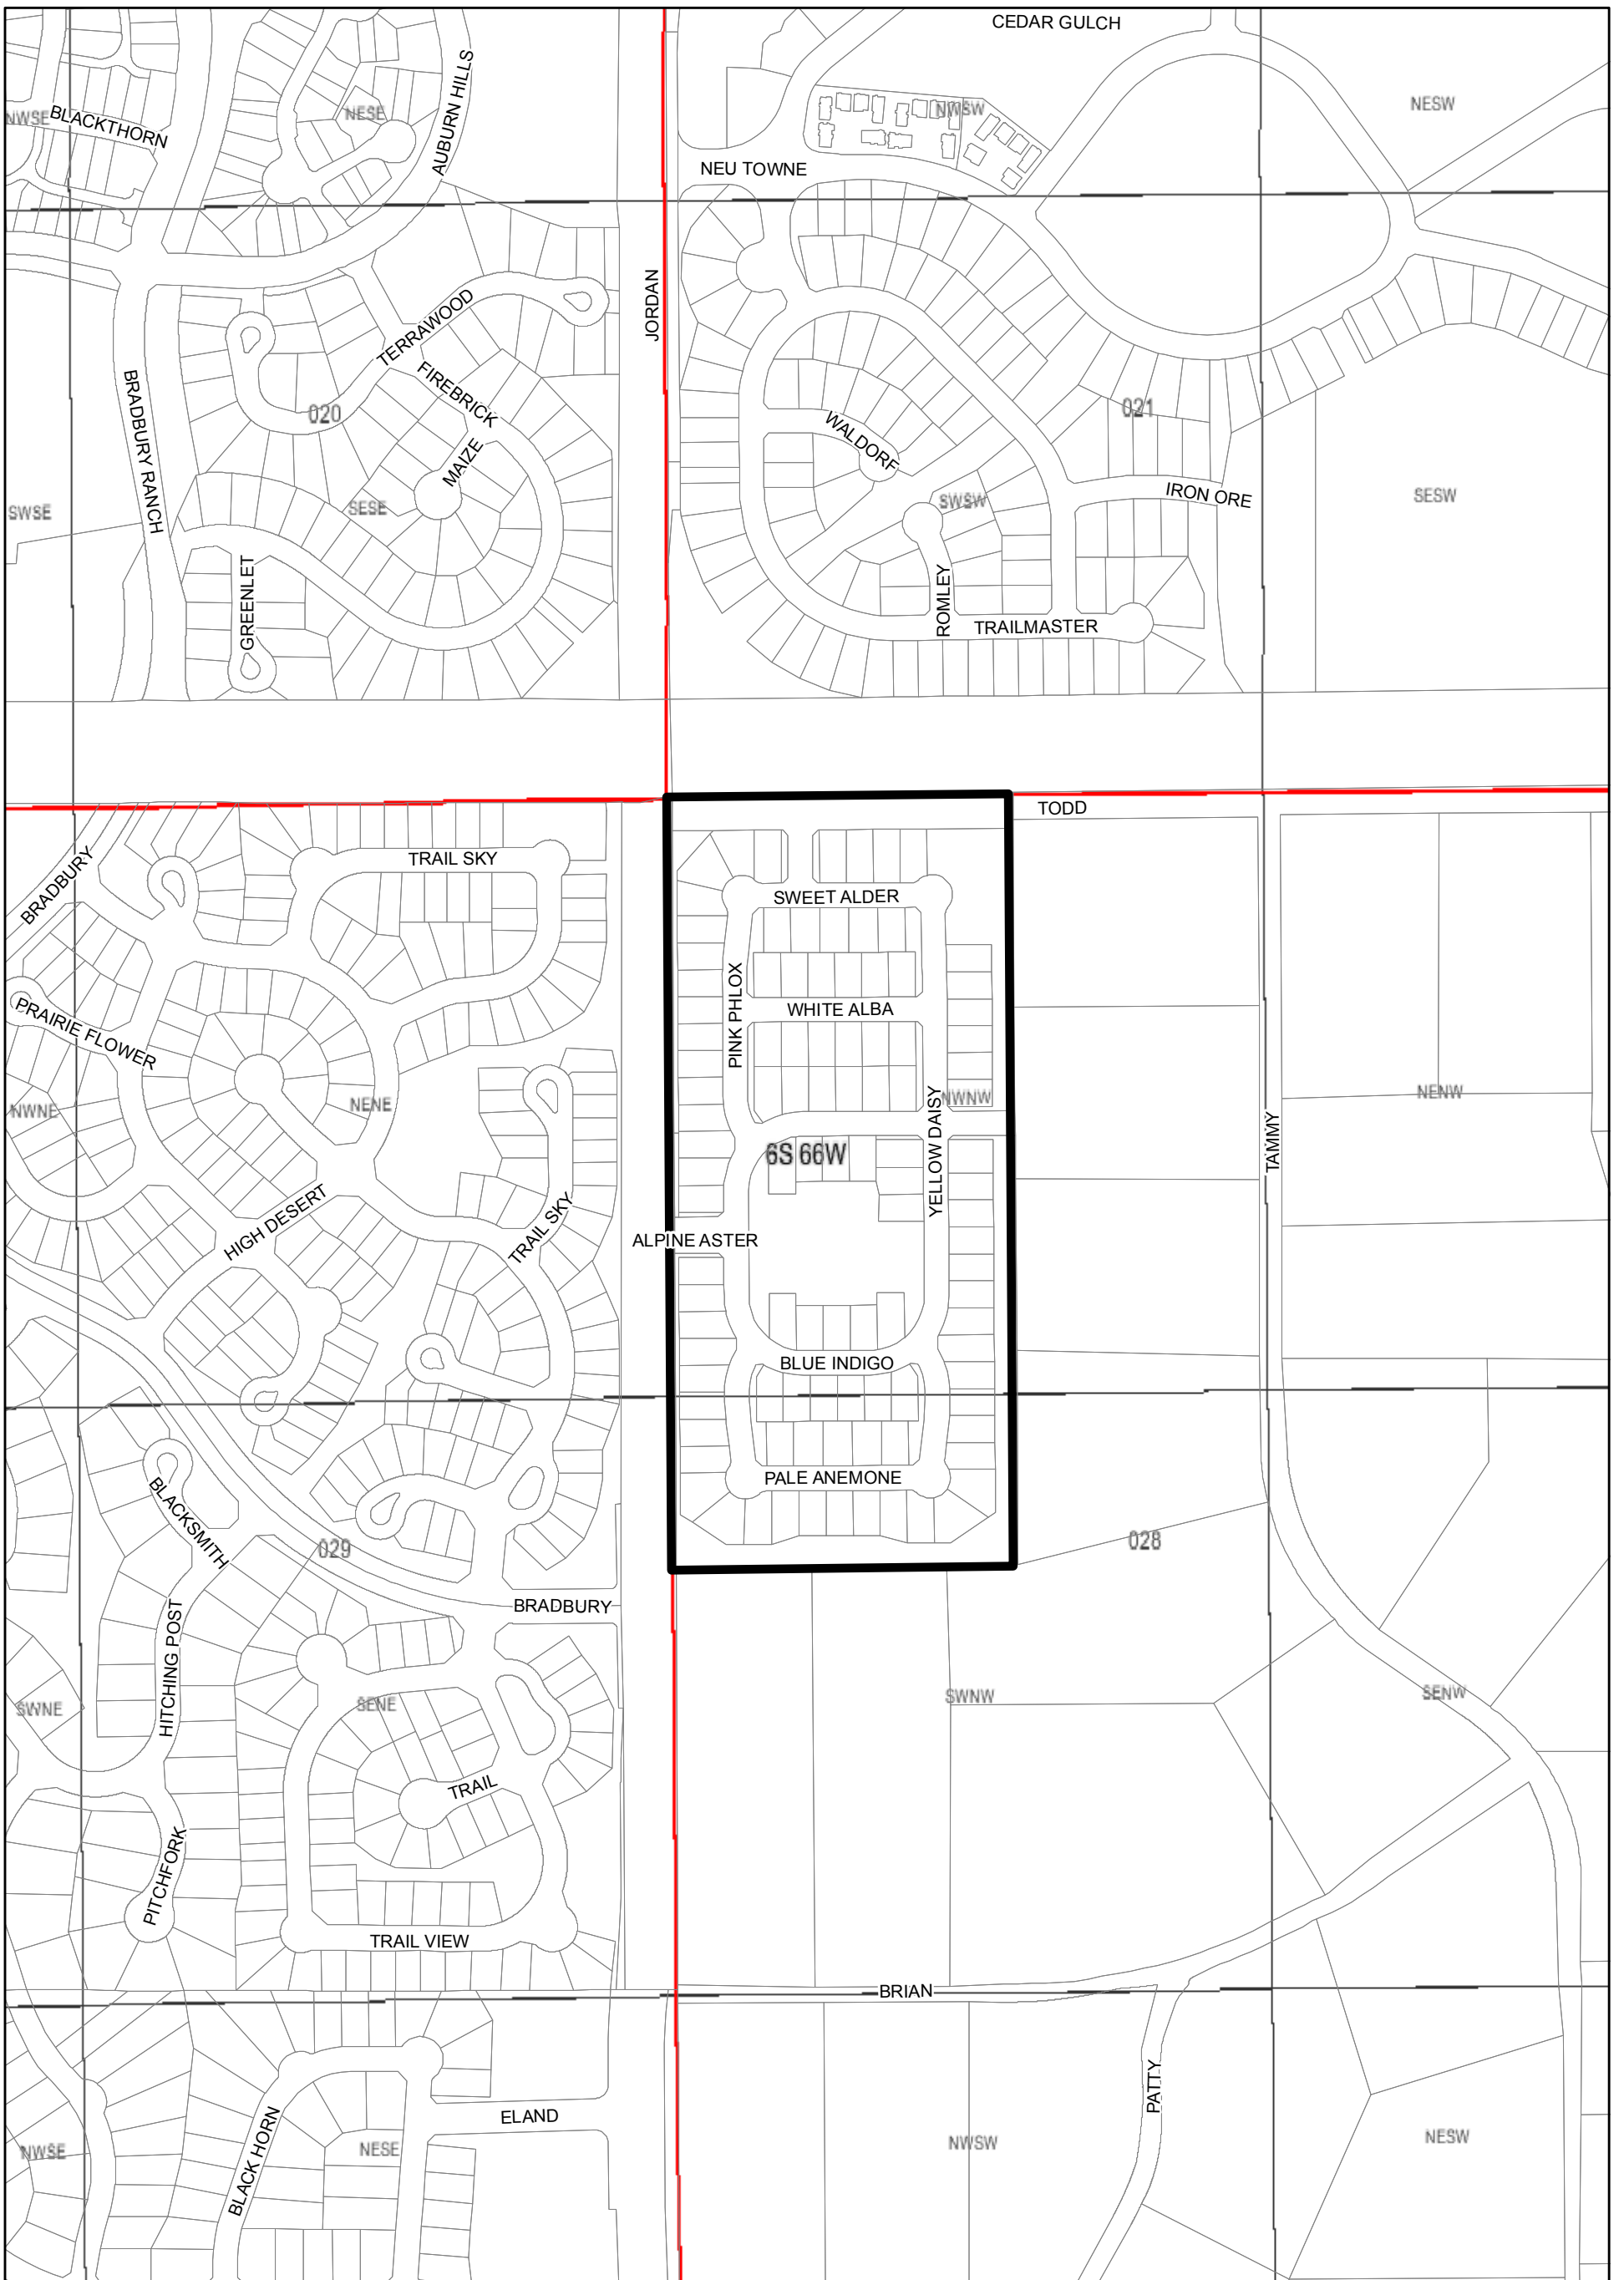 CEDAR GULCH
NWSE
BLACKTHORN
NESE
AUBURN HILLS
NWSW
NESW
NEU TOWNE
JORDAN
TERRAWOOD
FIREBRICK
BRADBURY RANCH
020
MAIZE
WALDORF
021
SWSE
SESE
SWSW
IRON ORE
SESW
GREENLET
ROMLEY
TRAILMASTER
TODD
BRADBURY
TRAIL SKY
SWEET ALDER
PRAIRIE FLOWER
PINK PHLOX
WHITE ALBA
NWNE
NENE
NWNW
NENW
YELLOW DAISY
TAMMY
6S 66W
HIGH DESERT
TRAIL SKY
ALPINE ASTER
BLUE INDIGO
PALE ANEMONE
BLACKSMITH
029
028
BRADBURY
HITCHING POST
SWNE
SENE
SWNW
SENW
TRAIL
PITCHFORK
TRAIL VIEW
BRIAN
PATTY
ELAND
BLACK HORN
NWSE
NESE
NWSW
NESW